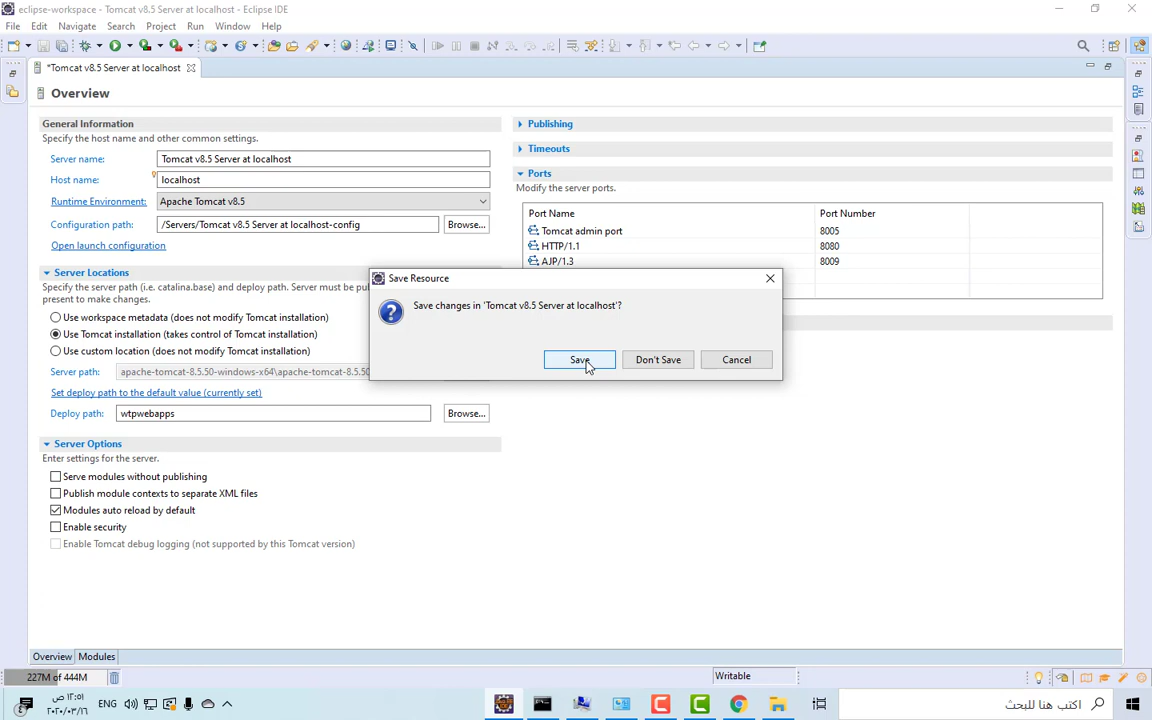 eclipse-workspace - Tomcat v8.5 Server at localhost - Eclipse IDE
File Edit Navigate Search Project Run Window Help
*Tomcat v8.5 Server at localhost
Overview
General Information
Specify the host name and other common settings.
Server name: Tomcat v8.5 Server at localhost
Host name: localhost
Runtime Environment: Apache Tomcat v8.5
Configuration path: /Servers/Tomcat v8.5 Server at localhost-config Browse...
Open launch configuration
Server Locations
Specify the server path (i.e. catalina.base) and deploy path. Server must be
present to make changes.
Use workspace metadata (does not modify Tomcat installation)
Use Tomcat installation (takes control of Tomcat installation)
Use custom location (does not modify Tomcat installation)
Server path: apache-tomcat-8.5.50-windows-x64\apache-tomcat-8.5.50
Set deploy path to the default value (currently set)
Deploy path: wtpwebapps Browse...
Server Options
Enter settings for the server.
Serve modules without publishing
Publish module contexts to separate XML files
Modules auto reload by default
Enable security
Enable Tomcat debug logging (not supported by this Tomcat version)
Publishing
Timeouts
Ports
Modify the server ports.
Port Name Port Number
Tomcat admin port 8005
HTTP/1.1 8080
AJP/1.3 8009
Save Resource
Save changes in 'Tomcat v8.5 Server at localhost'?
Save Don't Save Cancel
Overview Modules
227M of 444M Writable
ENG ١٢:٥١ ص
٢٠٢٠/٠٣/١٦
اكتب هنا للبحث